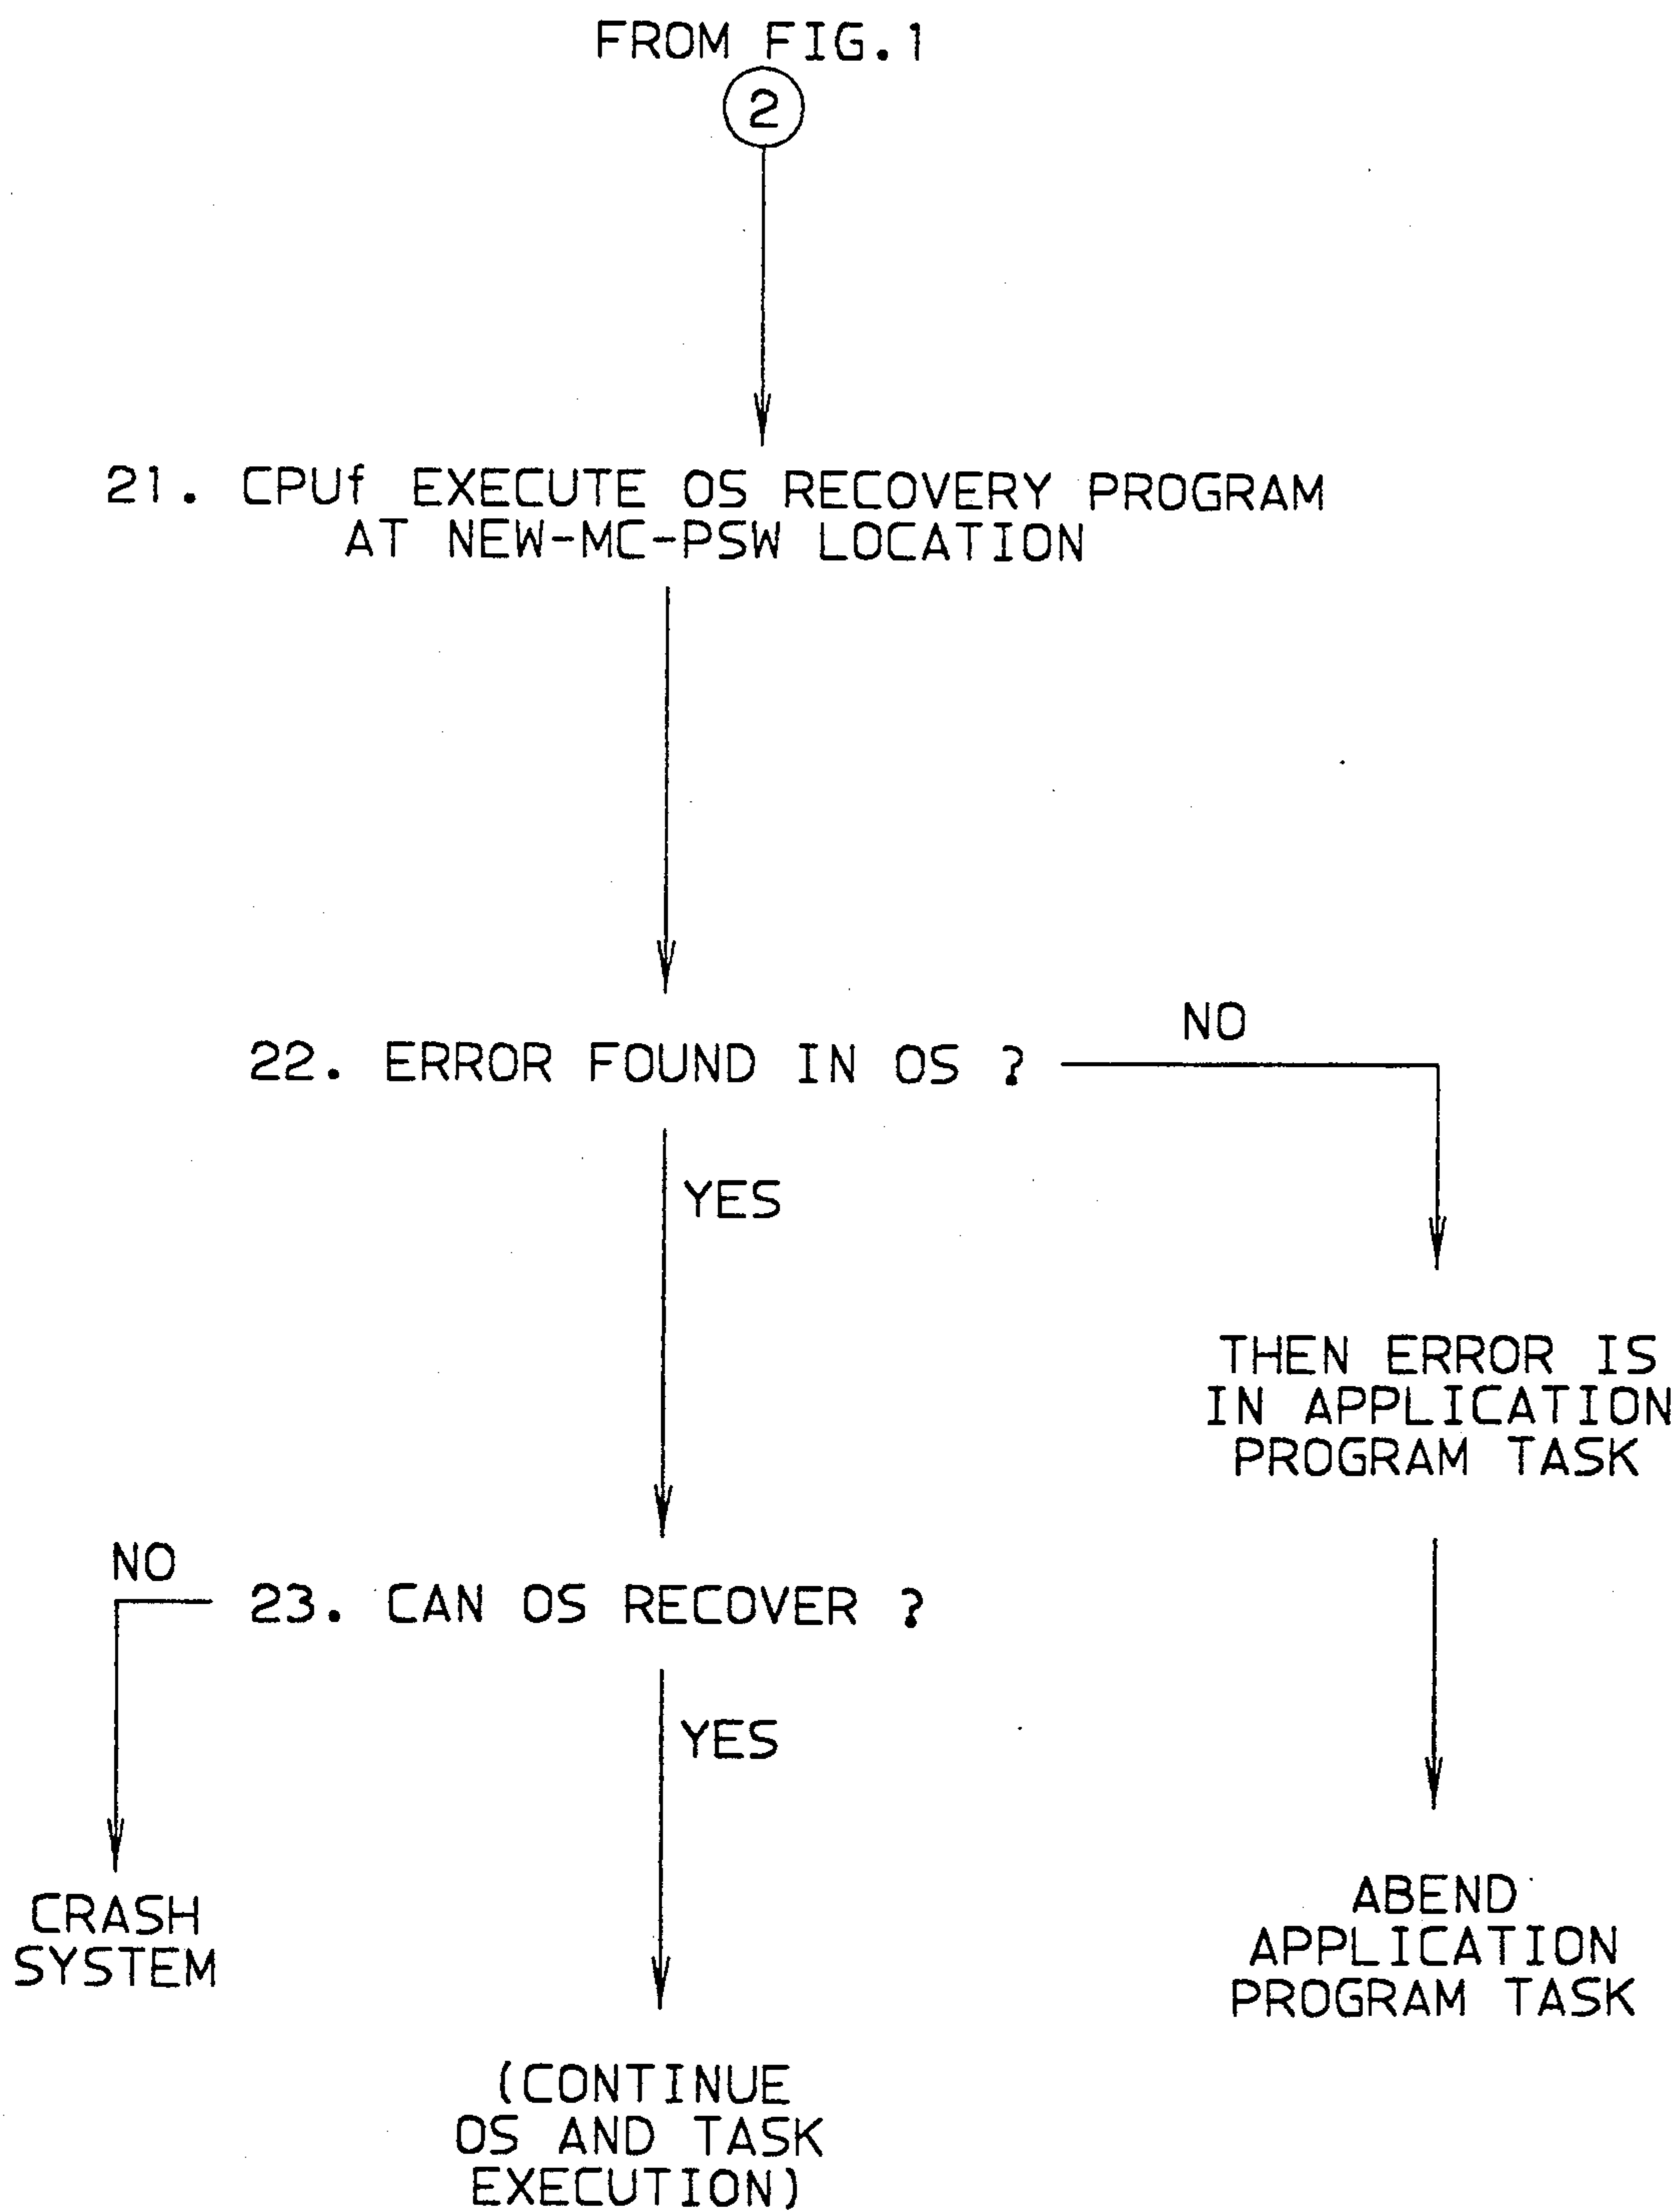 FROM FIG.1
2
21. CPUf EXECUTE OS RECOVERY PROGRAM
AT NEW-MC-PSW LOCATION
22. ERROR FOUND IN OS ?
NO
YES
THEN ERROR IS
IN APPLICATION
PROGRAM TASK
NO
23. CAN OS RECOVER ?
YES
CRASH
SYSTEM
ABEND
APPLICATION
PROGRAM TASK
(CONTINUE
OS AND TASK
EXECUTION)